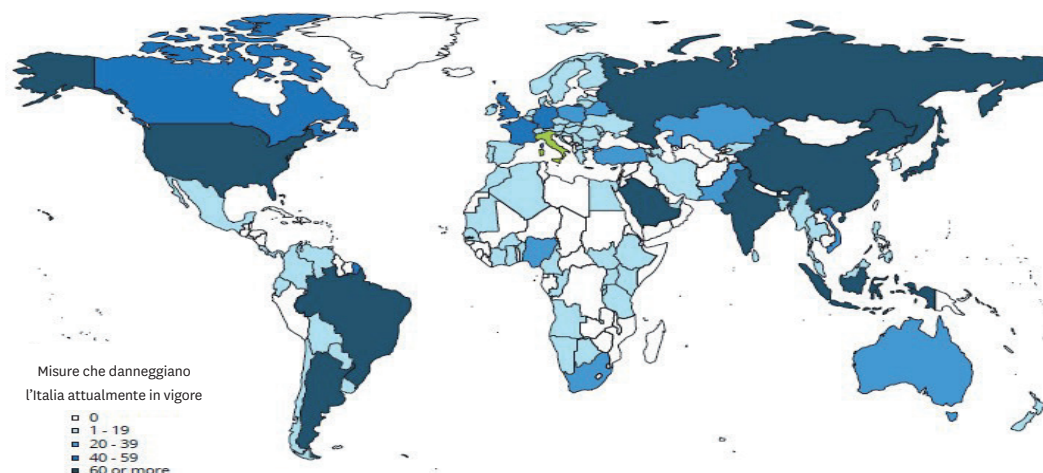 Misure che danneggiano
l'Italia attualmente in vigore
0
1 - 19
20 - 39
40 - 59
60 or more